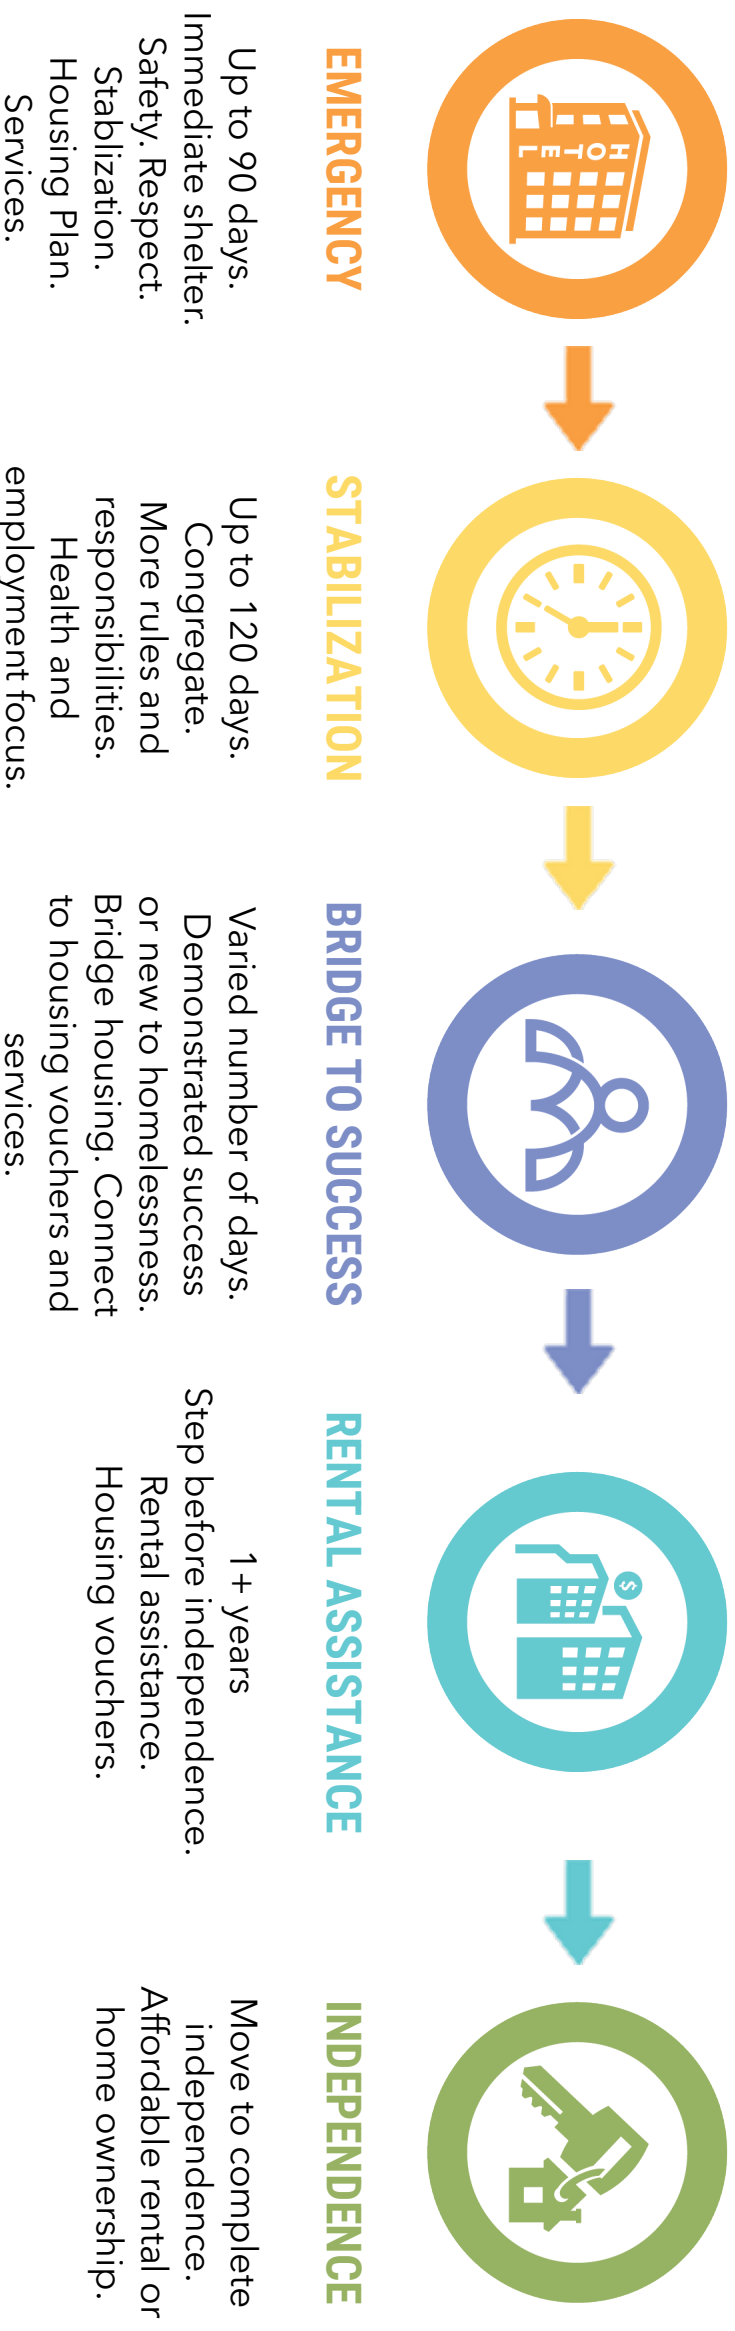 HOTEL
EMERGENCY
Up to 90 days.
Immediate shelter.
Safety. Respect.
Stablization.
Housing Plan.
Services.
STABILIZATION
Up to 120 days.
Congregate.
More rules and
responsibilities.
Health and
employment focus.
BRIDGE TO SUCCESS
Varied number of days.
Demonstrated success
or new to homelessness.
Bridge housing. Connect
to housing vouchers and
services.
$
RENTAL ASSISTANCE
1+ years
Step before independence.
Rental assistance.
Housing vouchers.
INDEPENDENCE
Move to complete
independence.
Affordable rental or
home ownership.